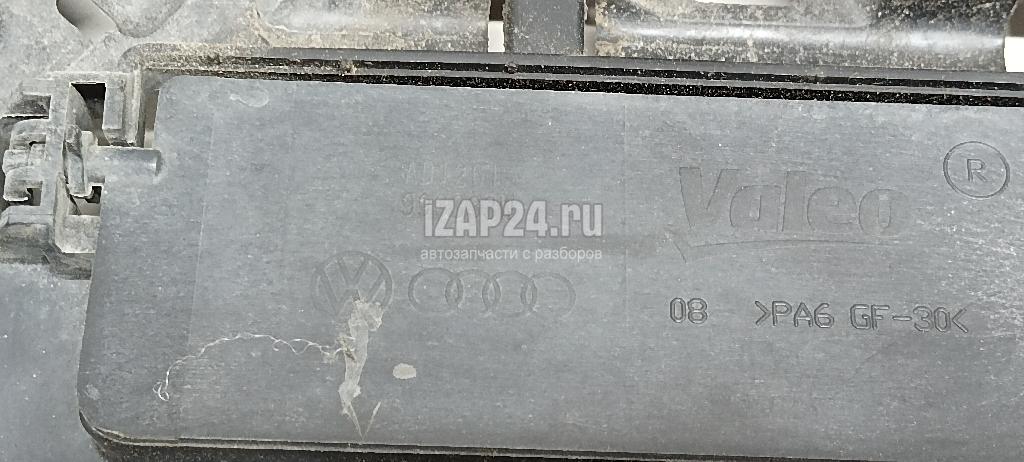 Valeo ®
iZAP24.ru
автозапчасти с разборов
08 >PA6 GF-30<